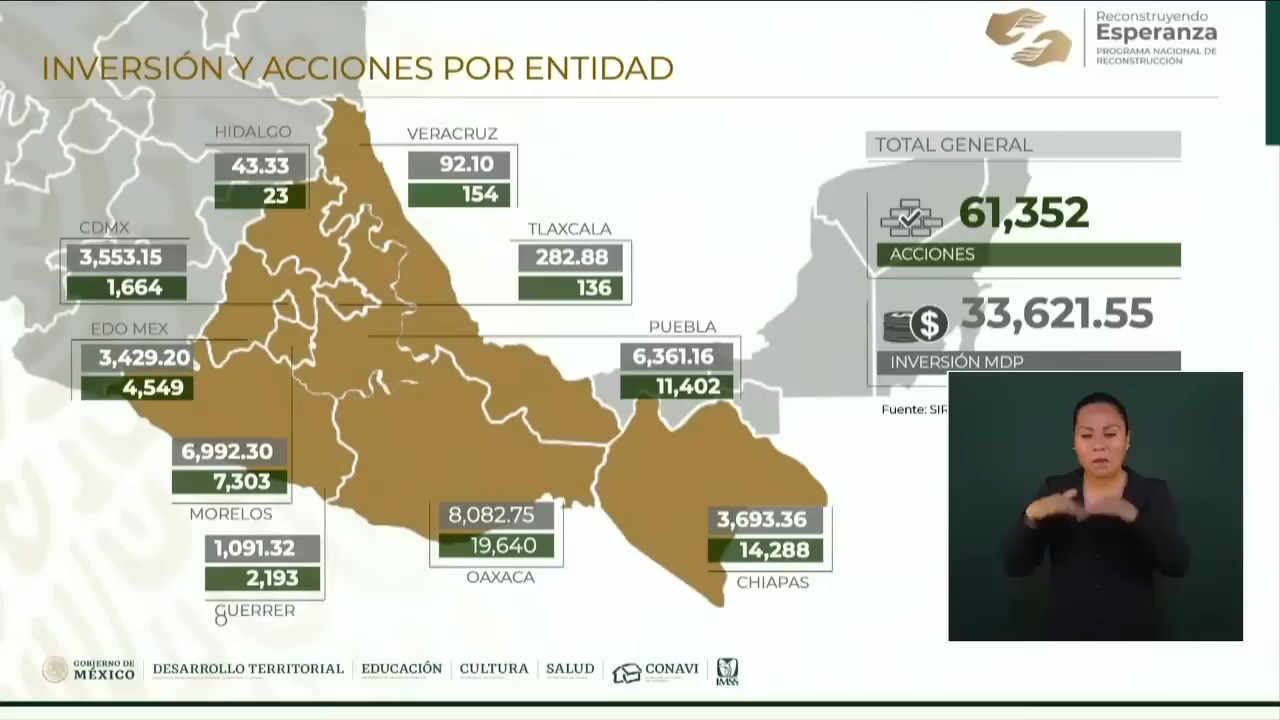 Reconstruyendo
Esperanza
PROGRAMA NACIONAL DE
RECONSTRUCCIÓN
INVERSIÓN Y ACCIONES POR ENTIDAD
HIDALGO
43.33
23
VERACRUZ
92.10
154
CDMX
3,553.15
1,664
TLAXCALA
282.88
136
EDO MEX
3,429.20
4,549
PUEBLA
6,361.16
11,402
6,992.30
7,303
MORELOS
1,091.32
2,193
GUERRER
O
8,082.75
19,640
OAXACA
3,693.36
14,288
CHIAPAS
TOTAL GENERAL
61,352
ACCIONES
$
33,621.55
INVERSIÓN MDP
Fuente:
GOBIERNO DE
MÉXICO
DESARROLLO TERRITORIAL
EDUCACIÓN
CULTURA
SALUD
CONAVI
IMSS